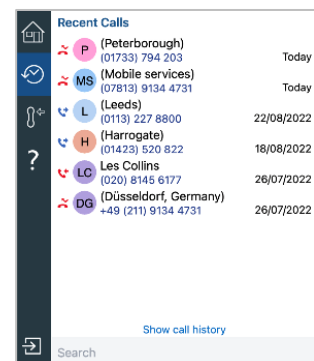 Recent Calls
P
(Peterborough)
(01733) 794 203
Today
MS
(Mobile services)
(07813) 9134 4731
Today
L
(Leeds)
(0113) 227 8800
22/08/2022
H
(Harrogate)
(01423) 520 822
18/08/2022
LC
Les Collins
(020) 8145 6177
26/07/2022
DG
(Düsseldorf, Germany)
+49 (211) 9134 4731
26/07/2022
?
Show call history
Search